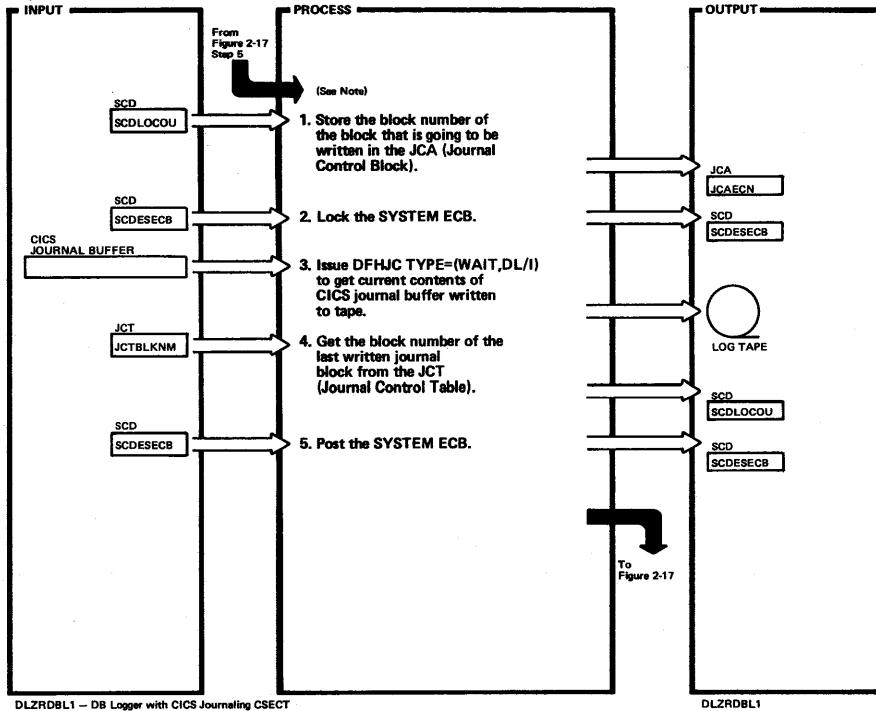 INPUT
PROCESS
OUTPUT
From
Figure 2-17
Step 5
(See Note)
SCD
SCDLOCOU
1. Store the block number of
the block that is going to be
written in the JCA (Journal
Control Block).
JCA
JCAECN
SCD
SCDESECB
2. Lock the SYSTEM ECB.
SCD
SCDESECB
CICS
JOURNAL BUFFER
3. Issue DFHJC TYPE=(WAIT,DL/I)
to get current contents of
CICS journal buffer written
to tape.
LOG TAPE
JCT
JCTBLKNM
4. Get the block number of the
last written journal
block from the JCT
(Journal Control Table).
SCD
SCDLOCOU
SCD
SCDESECB
5. Post the SYSTEM ECB.
SCD
SCDESECB
To
Figure 2-17
DLZRDBL1 – DB Logger with CICS Journaling CSECT
DLZRDBL1